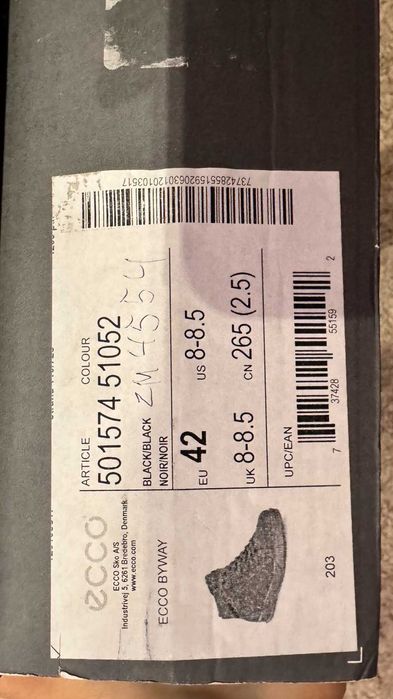 ecco
ECCO Sko A/S
Industrivej 5, 6261 Bredebro, Denmark
www.ecco.com
ECCO BYWAY
203
ARTICLE COLOUR
501574 51052
BLACK/BLACK
NOIR/NOIR
ZM 4554
EU 42 US 8-8.5
UK 8-8.5 CN 265 (2.5)
UPC/EAN
7 37428 55159 2
7374285515920630120103517